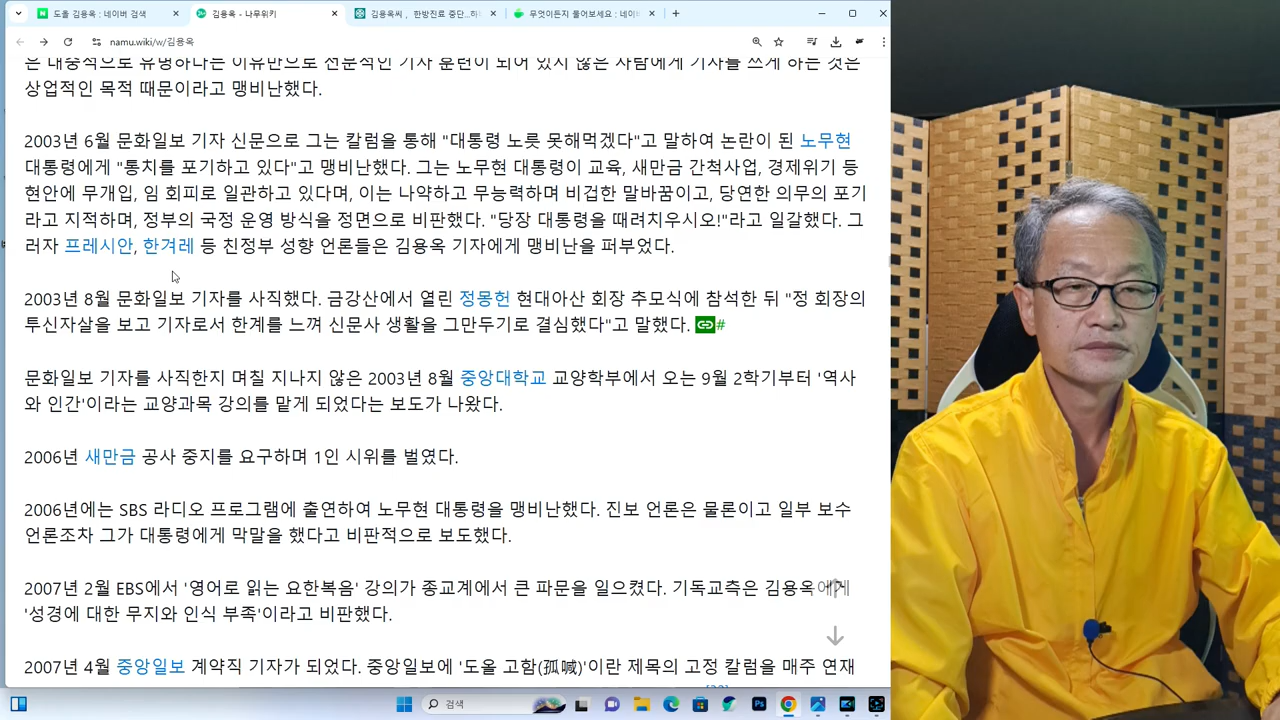 도올 김용옥 : 네이버 검색
김용옥 - 나무위키
김용옥씨 , 한방진료 중단...하는
무엇이든지 물어보세요 : 네이버
namu.wiki/w/김용옥
은 대중적으로 유명하다는 이유만으로 전문적인 기자 훈련이 되어 있지 않은 사람에게 기자를 쓰게 하는 것은
상업적인 목적 때문이라고 맹비난했다.
2003년 6월 문화일보 기자 신문으로 그는 칼럼을 통해 "대통령 노릇 못해먹겠다"고 말하여 논란이 된 노무현
대통령에게 "통치를 포기하고 있다"고 맹비난했다. 그는 노무현 대통령이 교육, 새만금 간척사업, 경제위기 등
현안에 무개입, 임 회피로 일관하고 있다며, 이는 나약하고 무능력하며 비겁한 말바꿈이고, 당연한 의무의 포기
라고 지적하며, 정부의 국정 운영 방식을 정면으로 비판했다. "당장 대통령을 때려치우시오!"라고 일갈했다. 그
러자 프레시안, 한겨레 등 친정부 성향 언론들은 김용옥 기자에게 맹비난을 퍼부었다.
2003년 8월 문화일보 기자를 사직했다. 금강산에서 열린 정몽헌 현대아산 회장 추모식에 참석한 뒤 "정 회장의
투신자살을 보고 기자로서 한계를 느껴 신문사 생활을 그만두기로 결심했다"고 말했다. #
문화일보 기자를 사직한지 며칠 지나지 않은 2003년 8월 중앙대학교 교양학부에서 오는 9월 2학기부터 '역사
와 인간'이라는 교양과목 강의를 맡게 되었다는 보도가 나왔다.
2006년 새만금 공사 중지를 요구하며 1인 시위를 벌였다.
2006년에는 SBS 라디오 프로그램에 출연하여 노무현 대통령을 맹비난했다. 진보 언론은 물론이고 일부 보수
언론조차 그가 대통령에게 막말을 했다고 비판적으로 보도했다.
2007년 2월 EBS에서 '영어로 읽는 요한복음' 강의가 종교계에서 큰 파문을 일으켰다. 기독교측은 김용옥에게
'성경에 대한 무지와 인식 부족'이라고 비판했다.
2007년 4월 중앙일보 계약직 기자가 되었다. 중앙일보에 '도올 고함(孤喊)'이란 제목의 고정 칼럼을 매주 연재
검색